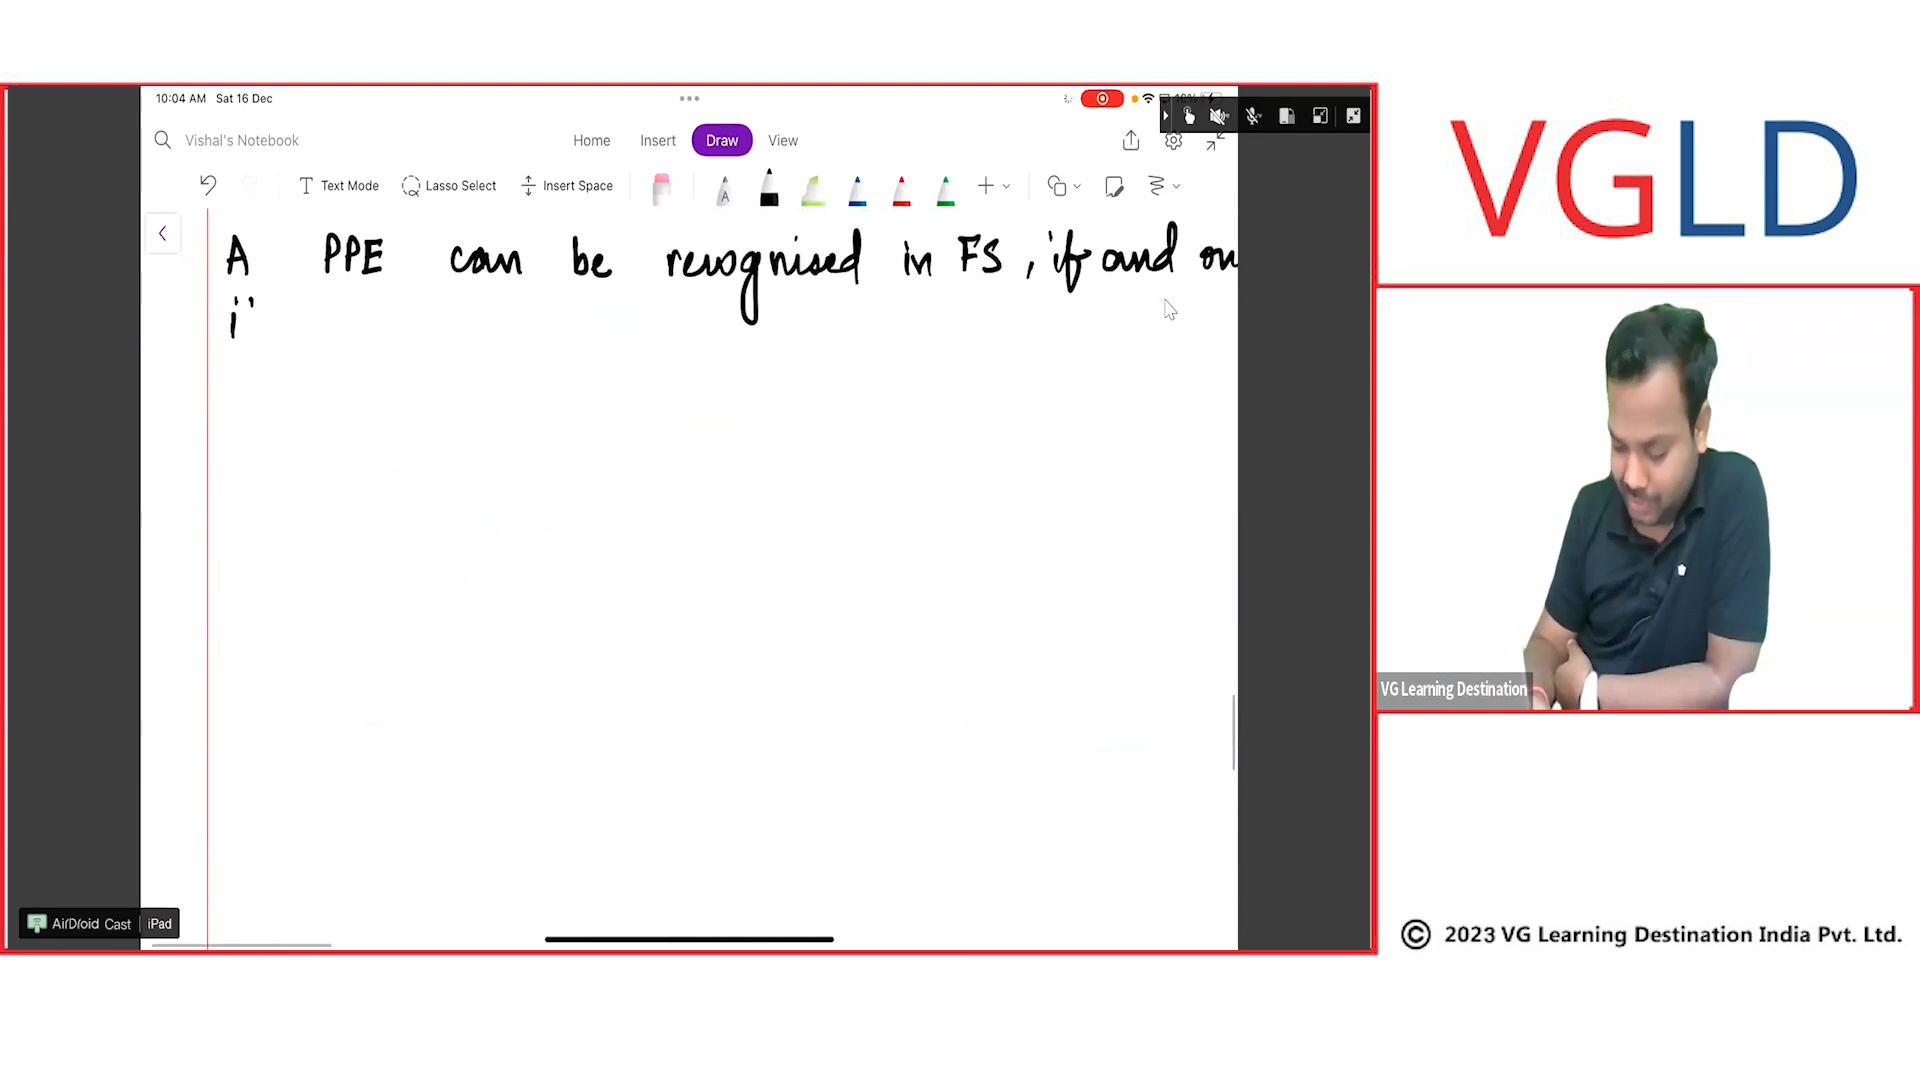 10:04 AM Sat 16 Dec
Vishal's Notebook
Home Insert Draw View
Text Mode Lasso Select Insert Space
A PPE can be recognised in FS, if and on
i
VGLD
VG Learning Destination
AirDroid Cast iPad
© 2023 VG Learning Destination India Pvt. Ltd.